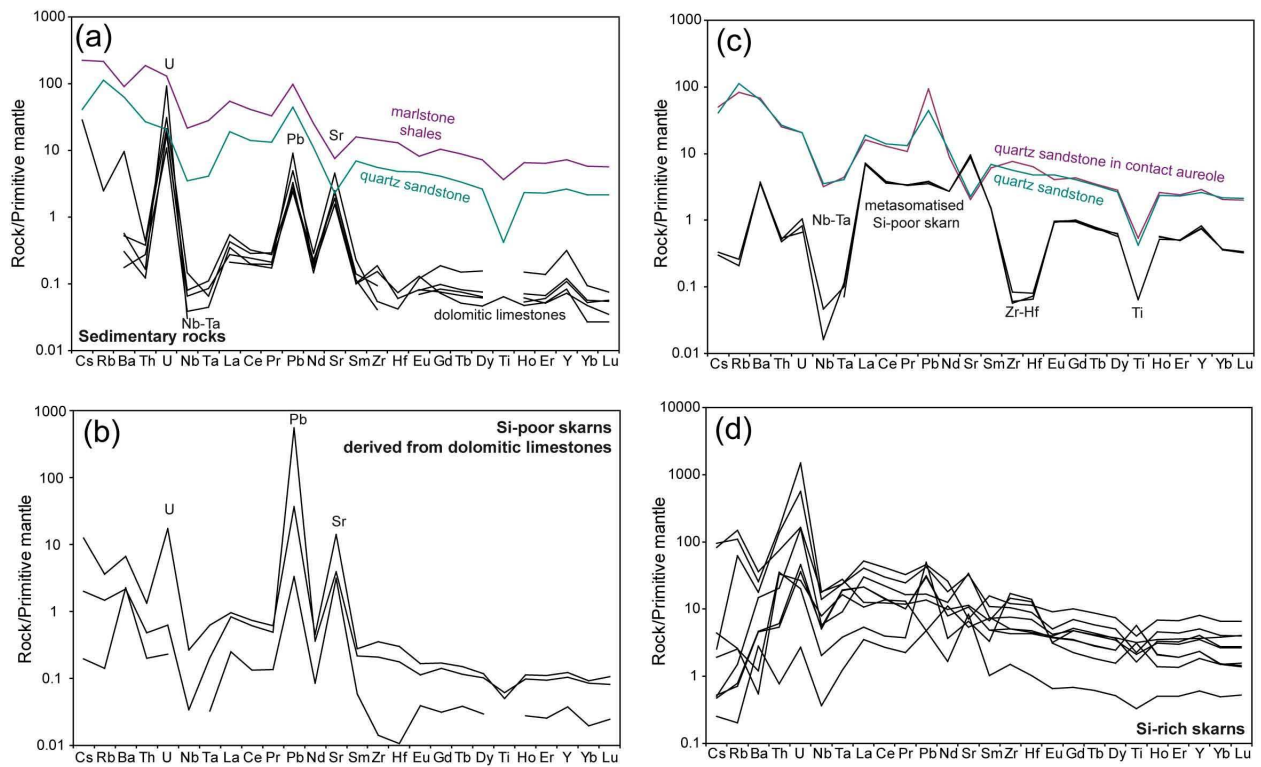 (a)
Rock/Primitive mantle
1000
100
10
1
0.1
0.01
U
marlstone
shales
Pb
Sr
quartz sandstone
Nb-Ta
dolomitic limestones
Sedimentary rocks
Cs Rb Ba Th U Nb Ta La Ce Pr Pb Nd Sr Sm Zr Hf Eu Gd Tb Dy Ti Ho Er Y Yb Lu
(b)
Rock/Primitive mantle
1000
100
10
1
0.1
0.01
Pb
Si-poor skarns
derived from dolomitic limestones
U
Sr
Cs Rb Ba Th U Nb Ta La Ce Pr Pb Nd Sr Sm Zr Hf Eu Gd Tb Dy Ti Ho Er Y Yb Lu
(c)
Rock/Primitive mantle
1000
100
10
1
0.1
0.01
quartz sandstone in contact aureole
quartz sandstone
metasomatised
Si-poor skarn
Nb-Ta
Zr-Hf
Ti
Cs Rb Ba Th U Nb Ta La Ce Pr Pb Nd Sr Sm Zr Hf Eu Gd Tb Dy Ti Ho Er Y Yb Lu
(d)
Rock/Primitive mantle
10000
1000
100
10
1
0.1
Si-rich skarns
Cs Rb Ba Th U Nb Ta La Ce Pr Pb Nd Sr Sm Zr Hf Eu Gd Tb Dy Ti Ho Er Y Yb Lu